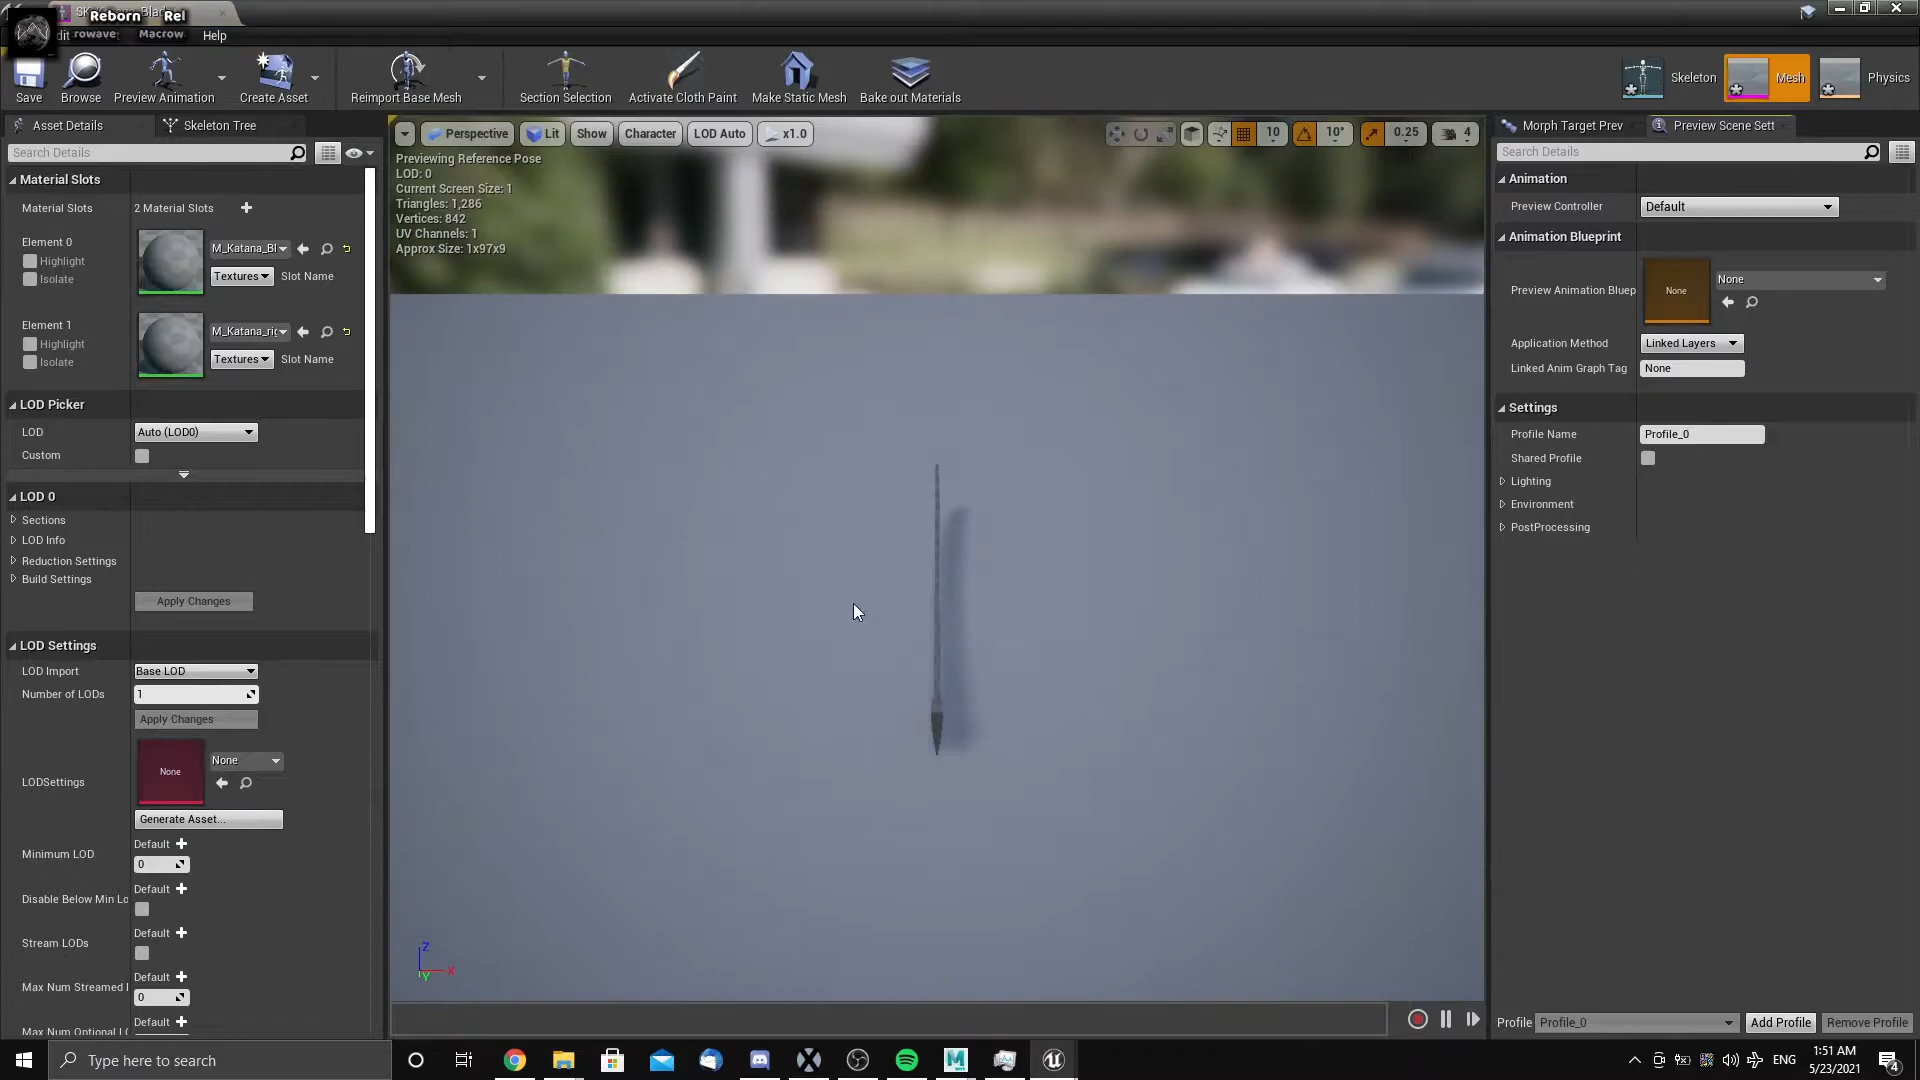 SK_Katana_Blad
Reborn Rel
dit rowave Macrow Help
Save
Browse
Preview Animation
Create Asset
Reimport Base Mesh
Section Selection
Activate Cloth Paint
Make Static Mesh
Bake out Materials
Skeleton
Mesh
Physics
Asset Details
Skeleton Tree
Search Details
Material Slots
Material Slots 2 Material Slots
Element 0
Highlight
Isolate
M_Katana_Bl
Textures Slot Name
Element 1
Highlight
Isolate
M_Katana_rig
Textures Slot Name
LOD Picker
LOD Auto (LOD0)
Custom
LOD 0
Sections
LOD Info
Reduction Settings
Build Settings
Apply Changes
LOD Settings
LOD Import Base LOD
Number of LODs 1
Apply Changes
LODSettings
None
None
Generate Asset...
Minimum LOD
Default
0
Disable Below Min Lo
Default
Stream LODs
Default
Max Num Streamed
Default
0
Max Num Optional LO
Default
Perspective Lit Show Character LOD Auto x1.0
10 10° 0.25 4
Previewing Reference Pose
LOD: 0
Current Screen Size: 1
Triangles: 1,286
Vertices: 842
UV Channels: 1
Approx Size: 1x97x9
Z
X
Y
Morph Target Prev
Preview Scene Sett
Search Details
Animation
Preview Controller Default
Animation Blueprint
Preview Animation Bluep
None
None
Application Method Linked Layers
Linked Anim Graph Tag None
Settings
Profile Name Profile_0
Shared Profile
Lighting
Environment
PostProcessing
Profile Profile_0 Add Profile Remove Profile
Type here to search
ENG
1:51 AM
5/23/2021
4